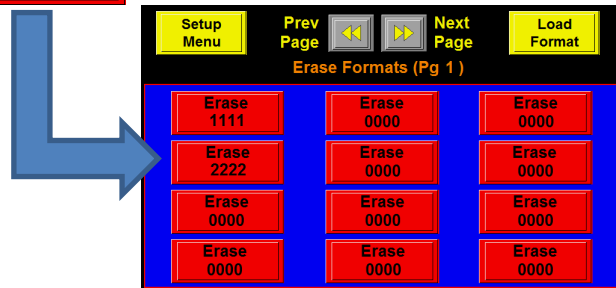 Setup
Menu
Prev
Page
Next
Page
Load
Format
Erase Formats (Pg 1 )
Erase
1111
Erase
0000
Erase
0000
Erase
2222
Erase
0000
Erase
0000
Erase
0000
Erase
0000
Erase
0000
Erase
0000
Erase
0000
Erase
0000